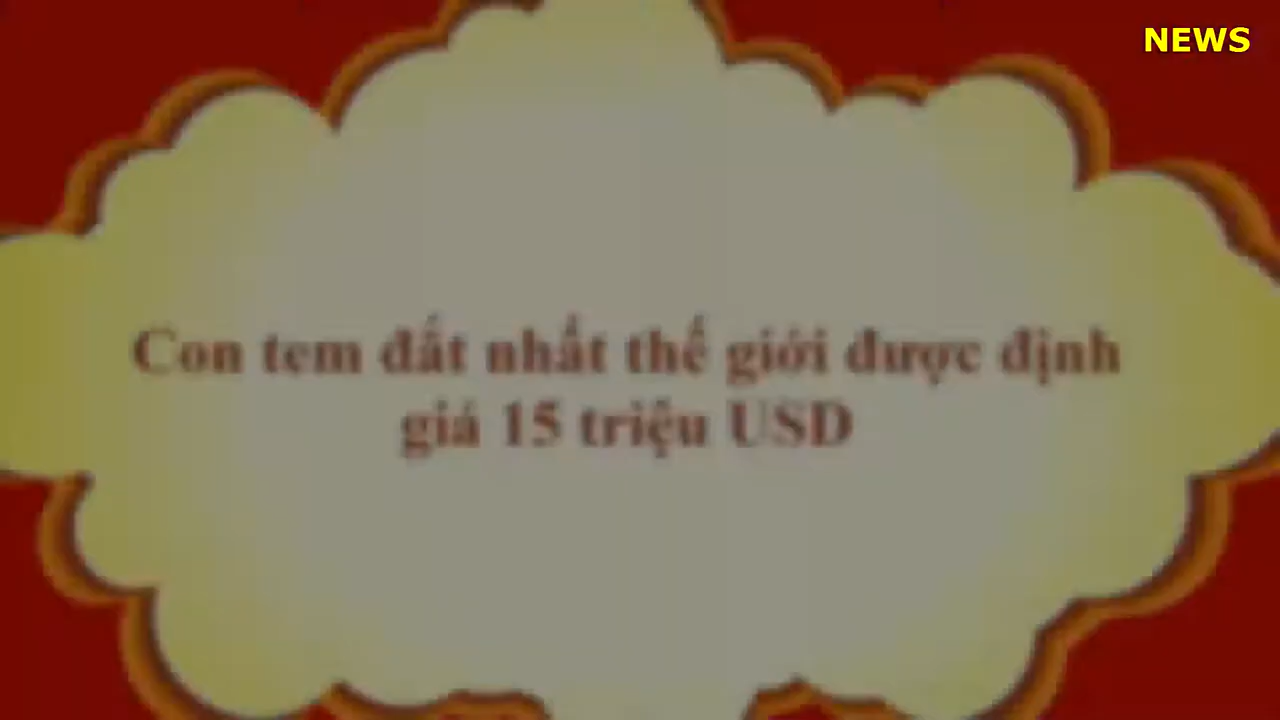 NEWS
Con tem đắt nhất thế giới được định
giá 15 triệu USD